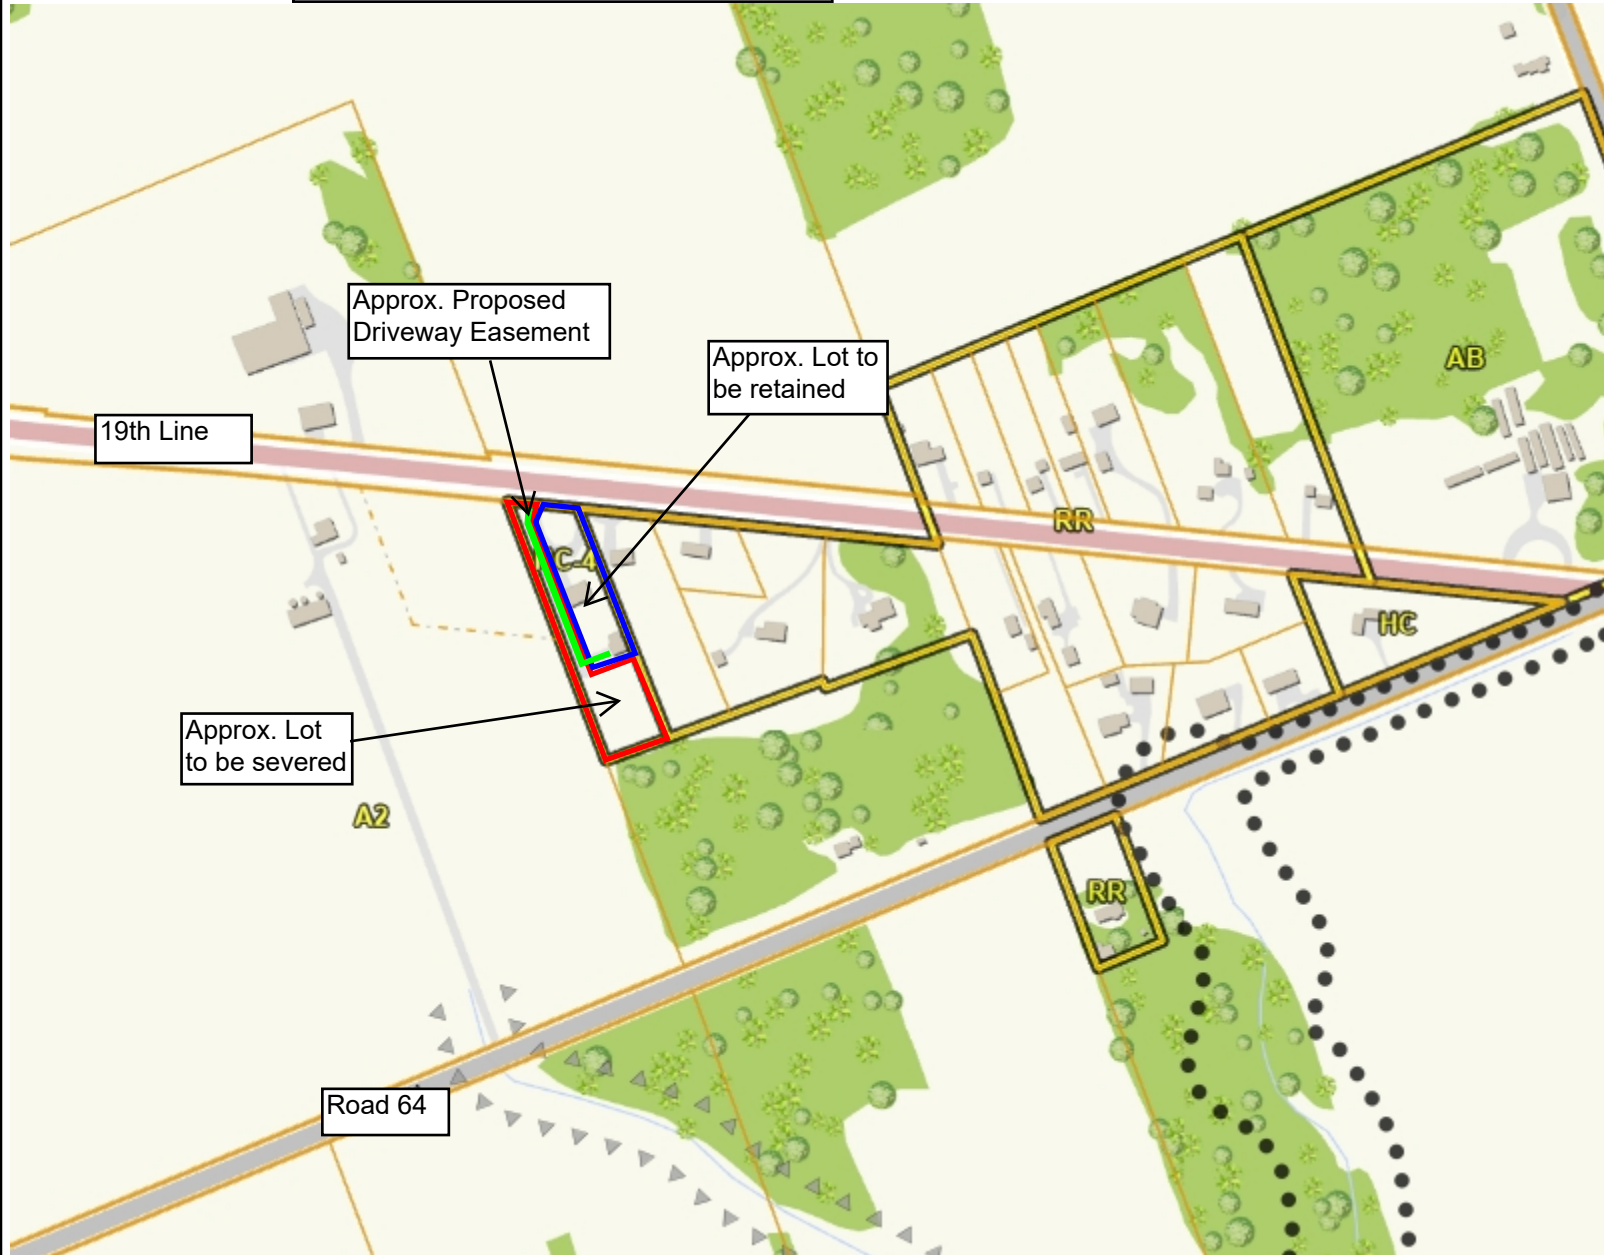 Approx. Proposed
Driveway Easement
Approx. Lot to
be retained
AB
19th Line
RR
C-4
HC
Approx. Lot
to be severed
A2
RR
Road 64